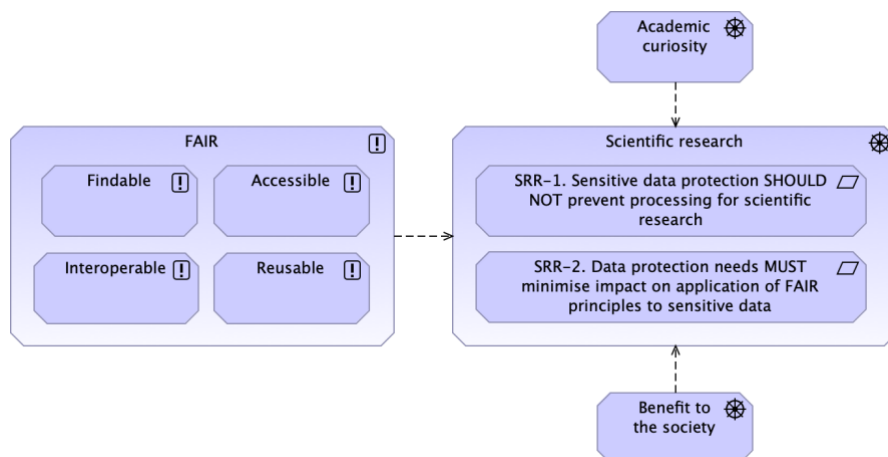 Academic
curiosity
FAIR
Findable
Accessible
Interoperable
Reusable
Scientific research
SRR-1. Sensitive data protection SHOULD
NOT prevent processing for scientific
research
SRR-2. Data protection needs MUST
minimise impact on application of FAIR
principles to sensitive data
Benefit to
the society